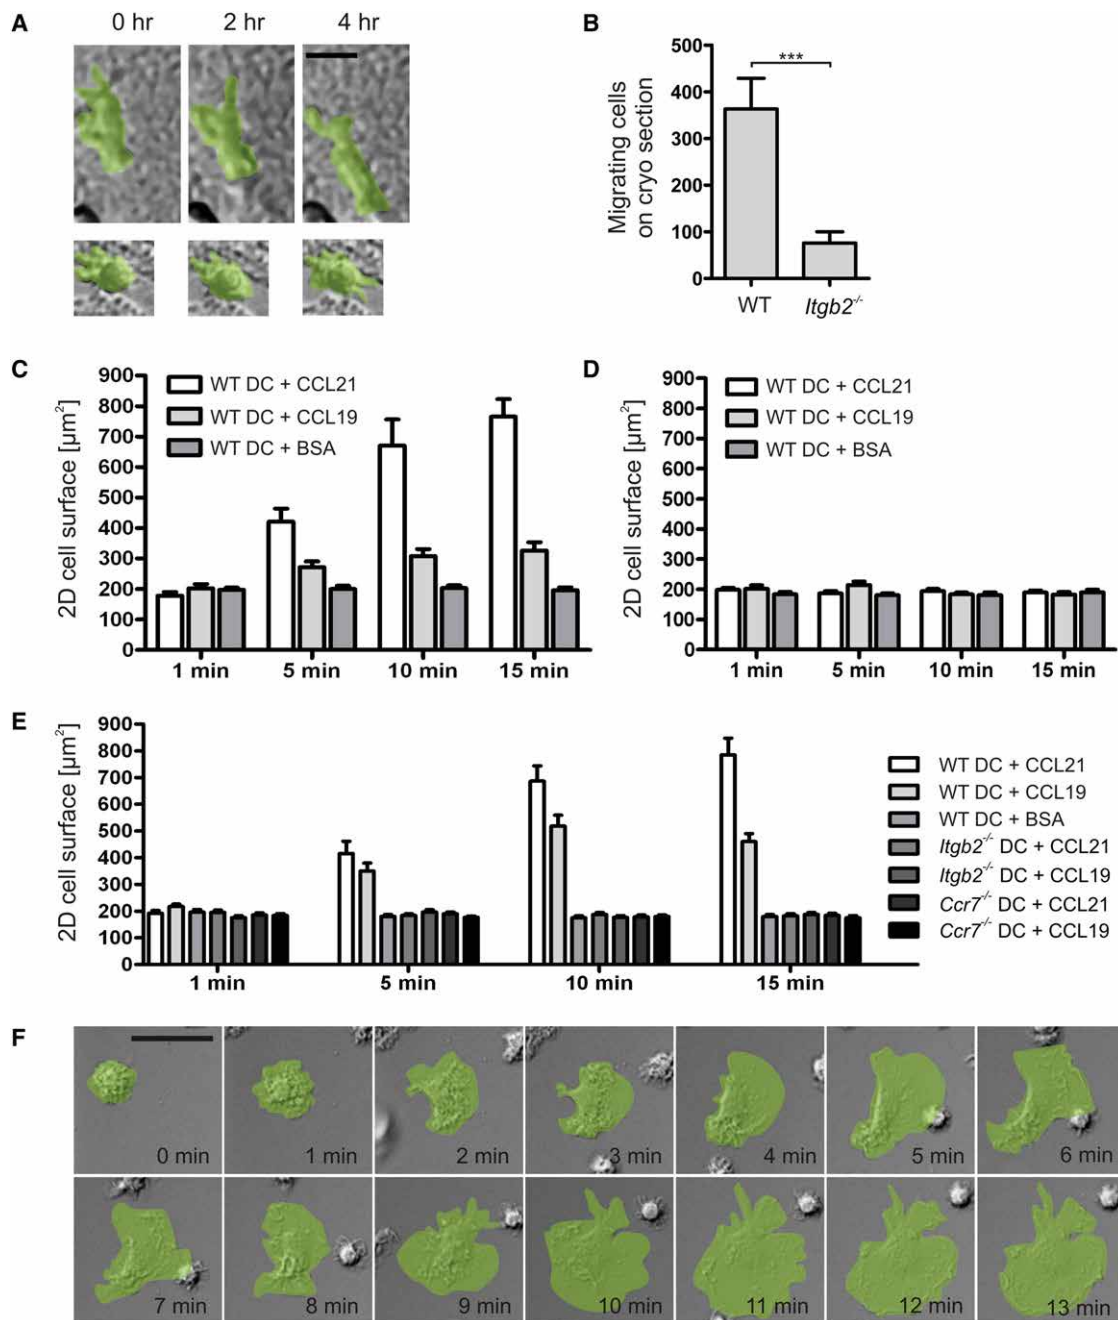 A
0 hr 2 hr 4 hr
B
Migrating cells
on cryo section
500
400
300
200
100
0
***
WT Itgb2-/-
C
2D cell surface [µm²]
900
800
700
600
500
400
300
200
100
0
WT DC + CCL21
WT DC + CCL19
WT DC + BSA
1 min 5 min 10 min 15 min
D
2D cell surface [µm²]
900
800
700
600
500
400
300
200
100
0
WT DC + CCL21
WT DC + CCL19
WT DC + BSA
1 min 5 min 10 min 15 min
E
2D cell surface [µm²]
900
800
700
600
500
400
300
200
100
0
1 min 5 min 10 min 15 min
WT DC + CCL21
WT DC + CCL19
WT DC + BSA
Itgb2-/- DC + CCL21
Itgb2-/- DC + CCL19
Ccr7-/- DC + CCL21
Ccr7-/- DC + CCL19
F
0 min 1 min 2 min 3 min 4 min 5 min 6 min
7 min 8 min 9 min 10 min 11 min 12 min 13 min